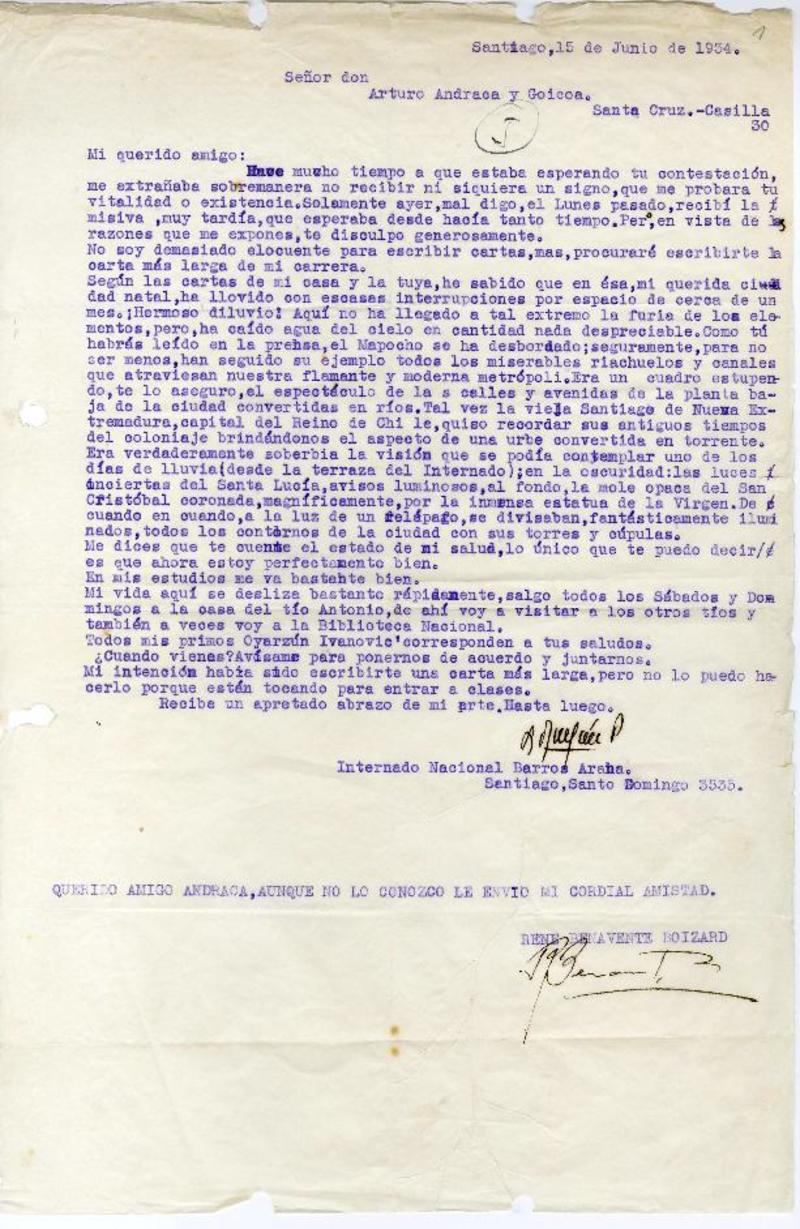 1
Santiago,15 de Junio de 1934.
Señor don
Arturo Andraca y Goicoa.
Santa Cruz.-Casilla
30
5
Mi querido amigo:
Hace mucho tiempo a que estaba esperando tu contestación,
me extrañaba sobremanera no recibir ni siquiera un signo,que me probara tu
vitalidad o existencia.Solamente ayer,mal digo,el Lunes pasado,recibí la
misiva ,muy tardía,que esperaba desde hacía tanto tiempo.Pero,en vista de las
razones que me expones,te disculpo generosamente.
No soy demasiado elocuente para escribir cartas,mas,procuraré escribirte la
carta más larga de mi carrera.
Según las cartas de mi casa y la tuya,he sabido que en ésa,mi querida ciu
dad natal,ha llovido con escasas interrupciones por espacio de cerca de un
mes.¡Hermoso diluvio! Aquí no ha llegado a tal extremo la furia de los ele-
mentos,pero,ha caído agua del cielo en cantidad nada despreciable.Como tú
habrás leído en la prehsa,el Mapocho se ha desbordado;seguramente,para no
ser menos,han seguido su ejemplo todos los miserables riachuelos y canales
que atraviesan nuestra flamante y moderna metrópoli.Era un cuadro estupen-
do,te lo aseguro,el espectáculo de la s calles y avenidas de la planta ba-
ja de la ciudad convertidas en ríos.Tal vez la vieja Santiago de Nueva Ex-
tremadura,capital del Reino de Chi le,quiso recordar sus antiguos tiempos
del coloniaje brindándonos el aspecto de una urbe convertida en torrente.
Era verdaderamente soberbia la visión que se podía contemplar uno de los
días de lluvia(desde la terraza del Internado);en la oscuridad:las luces /
inciertas del Santa Lucía,avisos luminosos,al fondo,la mole opaca del San
Cristóbal coronada,magníficamente,por la inmensa estatua de la Virgen.De
cuando en cuando,a la luz de un relápago,se divisaban,fantásticamente ilumi
nados,todos los contornos de la ciudad con sus torres y cúpulas.
Me dices que te cuente el estado de mi salud,lo único que te puedo decir/
es que ahora estoy perfectamente bien.
En mis estudios me va bastahte bien.
Mi vida aquí se desliza bastante rápidamente,salgo todos los Sábados y Dom
mingos a la casa del tío Antonio,de ahí voy a visitar a los otros tíos y
también a veces voy a la Biblioteca Nacional.
Todos mis primos Oyarzún Ivanovic'corresponden a tus saludos.
¿Cuando vienes?Avísame para ponernos de acuerdo y juntarnos.
Mi intención había sido escribirte una carta más larga,pero no lo puedo ha-
cerlo porque están tocando para entrar a clases.
Recibe un apretado abrazo de mi prte.Hasta luego.
Internado Nacional Barros Araha.
Santiago,Santo Domingo 3535.
QUERIDO AMIGO ANDRACA,AUNQUE NO LO CONOZCO LE ENVIO MI CORDIAL AMISTAD.
RENE BENAVENTE BOIZARD